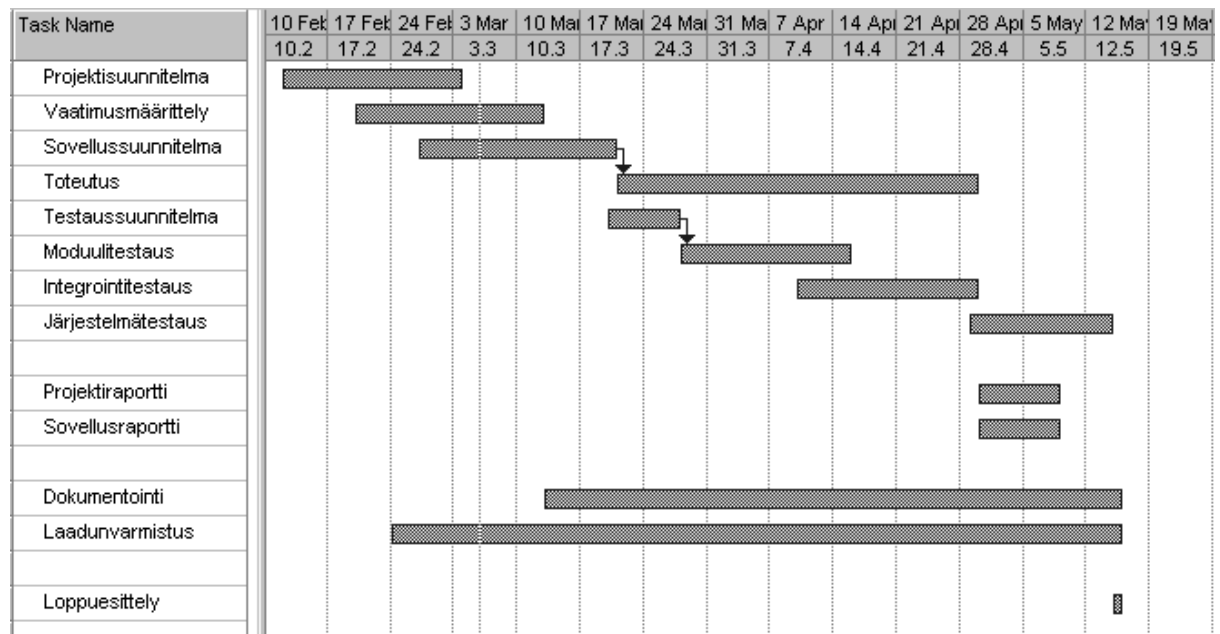 Task Name
10 Feb 17 Feb 24 Feb 3 Mar 10 Mar 17 Mar 24 Mar 31 Ma 7 Apr 14 Apr 21 Apr 28 Apr 5 May 12 May 19 May
10.2 17.2 24.2 3.3 10.3 17.3 24.3 31.3 7.4 14.4 21.4 28.4 5.5 12.5 19.5
Projektisuunnitelma
Vaatimusmäärittely
Sovellussuunnitelma
Toteutus
Testaussuunnitelma
Moduulitestaus
Integrointitestaus
Järjestelmätestaus
Projektiraportti
Sovellusraportti
Dokumentointi
Laadunvarmistus
Loppuesittely